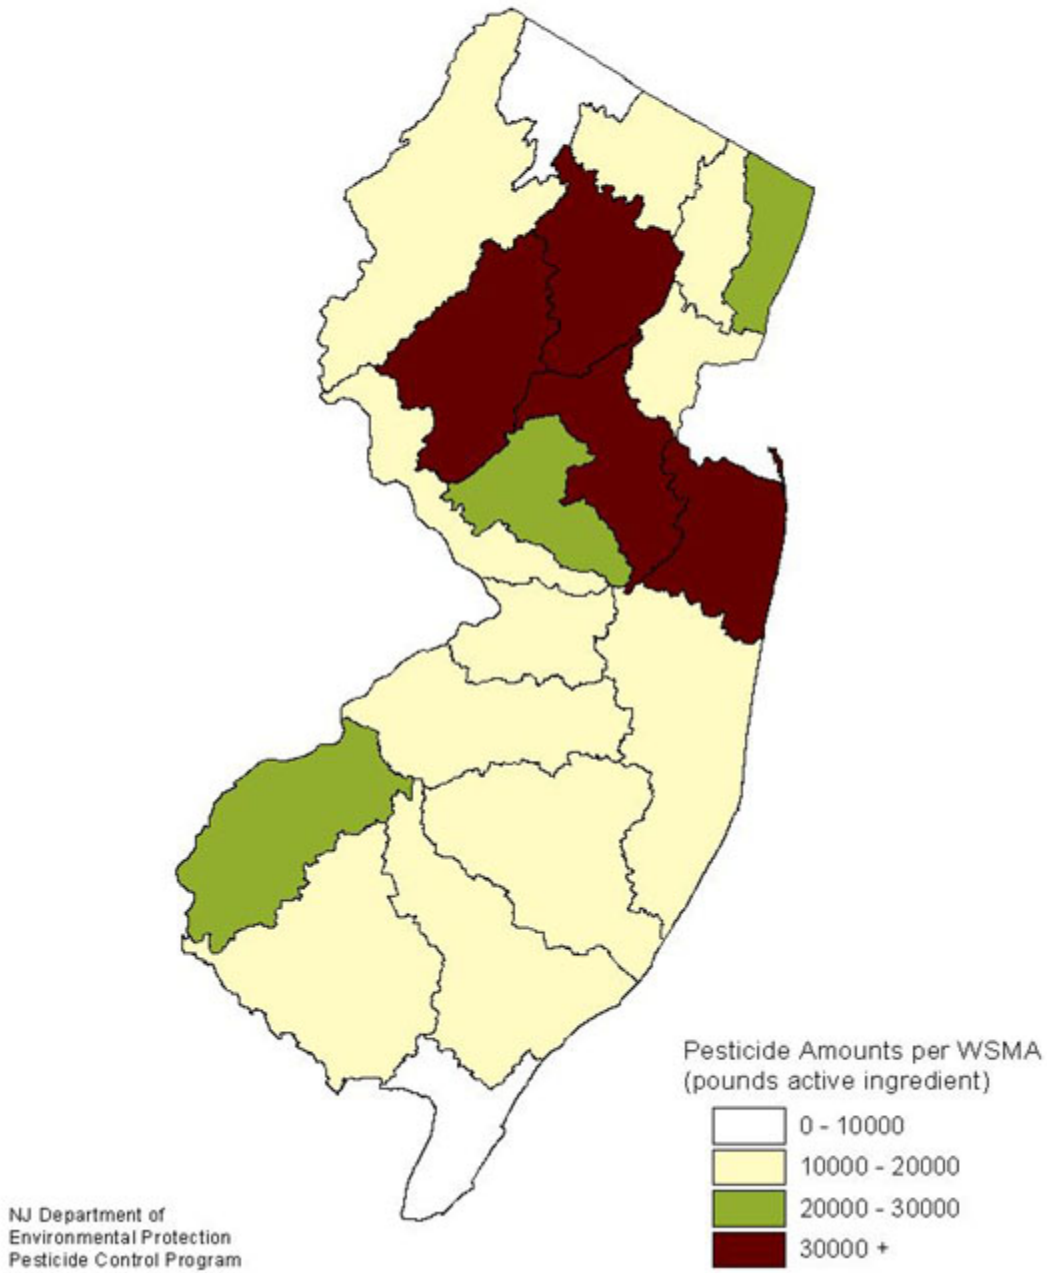 Pesticide Amounts per WSMA
(pounds active ingredient)
0 - 10000
10000 - 20000
20000 - 30000
30000 +
NJ Department of
Environmental Protection
Pesticide Control Program